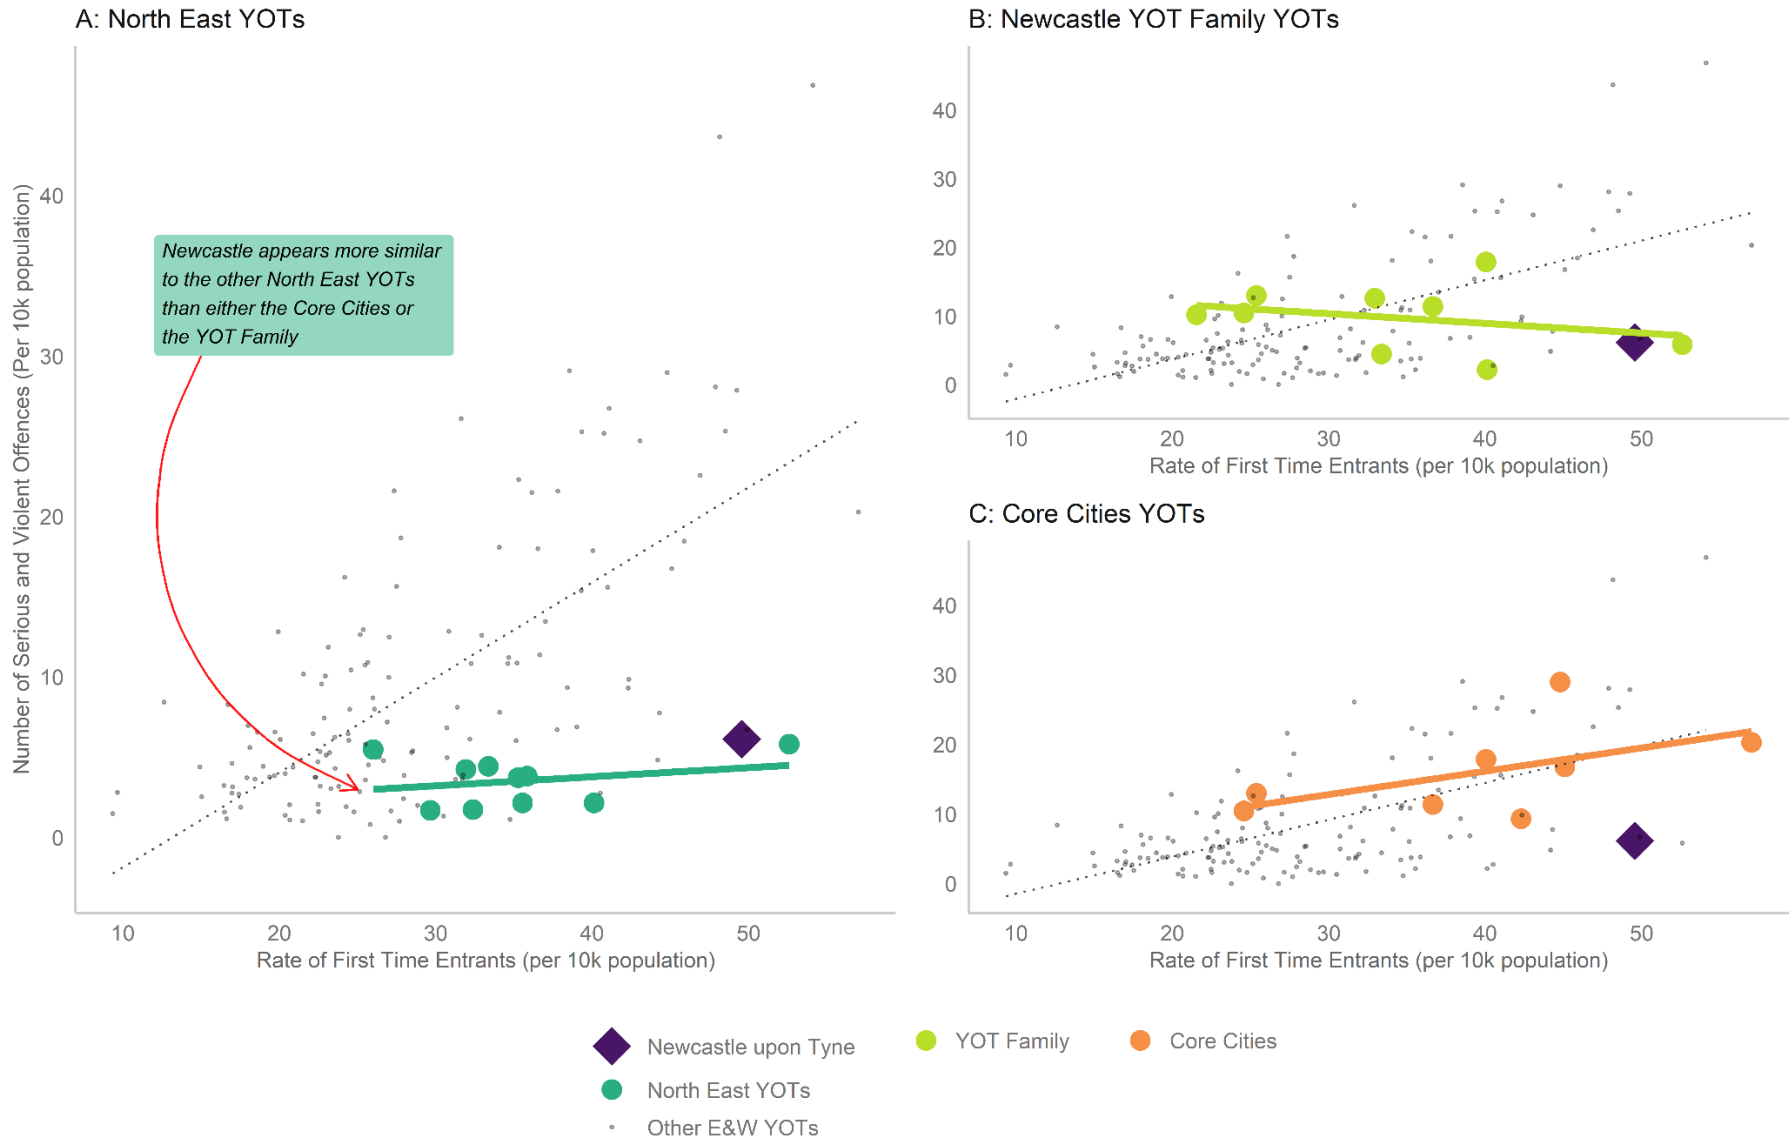 A: North East YOTs
Number of Serious and Violent Offences (Per 10k population)
40
30
20
10
0
Newcastle appears more similar
to the other North East YOTs
than either the Core Cities or
the YOT Family
10 20 30 40 50
Rate of First Time Entrants (per 10k population)
B: Newcastle YOT Family YOTs
40
30
20
10
0
10 20 30 40 50
Rate of First Time Entrants (per 10k population)
C: Core Cities YOTs
40
30
20
10
0
10 20 30 40 50
Rate of First Time Entrants (per 10k population)
Newcastle upon Tyne
North East YOTs
Other E&W YOTs
YOT Family
Core Cities